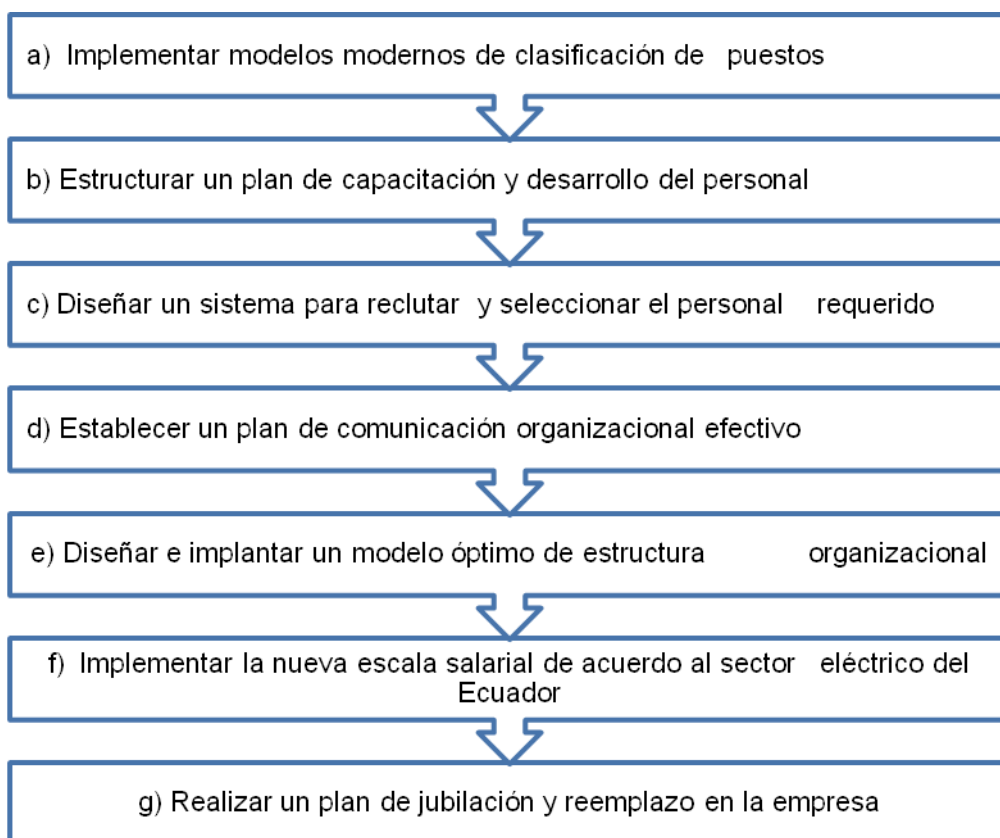 a) Implementar modelos modernos de clasificación de puestos
b) Estructurar un plan de capacitación y desarrollo del personal
c) Diseñar un sistema para reclutar y seleccionar el personal requerido
d) Establecer un plan de comunicación organizacional efectivo
e) Diseñar e implantar un modelo óptimo de estructura organizacional
f) Implementar la nueva escala salarial de acuerdo al sector eléctrico del
Ecuador
g) Realizar un plan de jubilación y reemplazo en la empresa